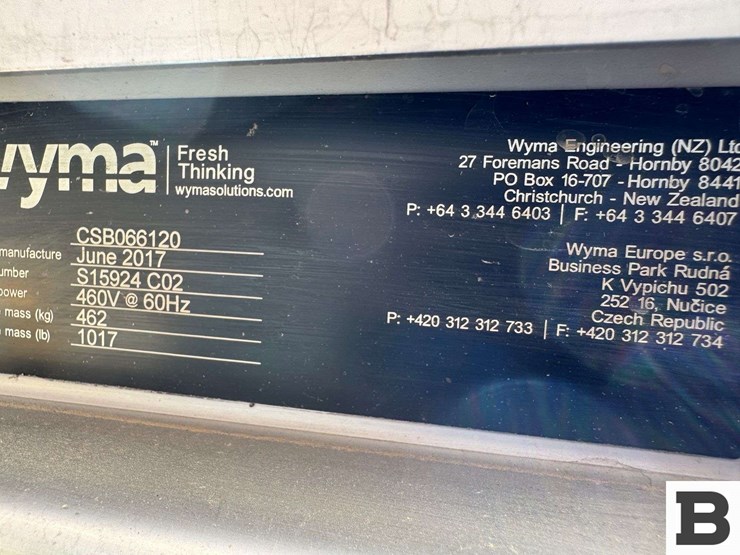 wyma™
Fresh
Thinking
wymasolutions.com
CSB066120
manufacture June 2017
S15924 C02
power 460V @ 60Hz
mass (kg) 462
mass (lb) 1017
Wyma Engineering (NZ) Ltd
27 Foremans Road - Hornby 8042
PO Box 16-707 - Hornby 8441
Christchurch - New Zealand
P: +64 3 344 6403 | F: +64 3 344 6407
Wyma Europe s.r.o.
Business Park Rudná
K Vypichu 502
252 16, Nučice
Czech Republic
P: +420 312 312 733 | F: +420 312 312 734
B